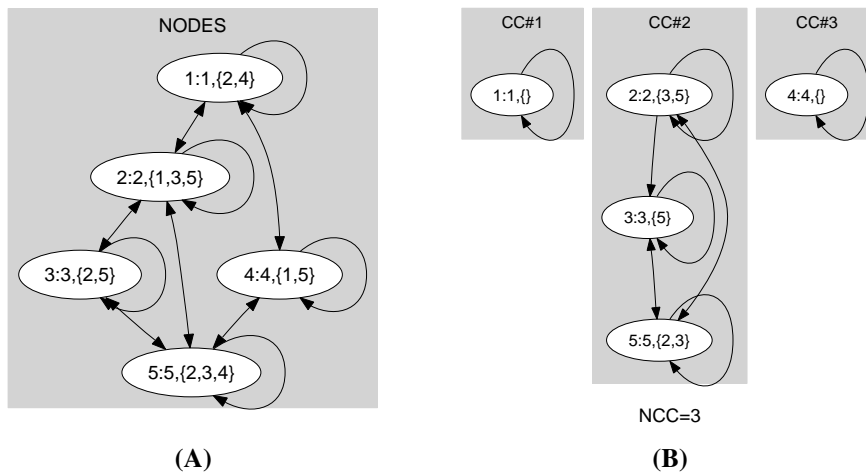 NODES
1:1,{2,4}
2:2,{1,3,5}
3:3,{2,5}
4:4,{1,5}
5:5,{2,3,4}
(A)
CC#1
1:1,{}
CC#2
2:2,{3,5}
3:3,{5}
5:5,{2,3}
CC#3
4:4,{}
NCC=3
(B)